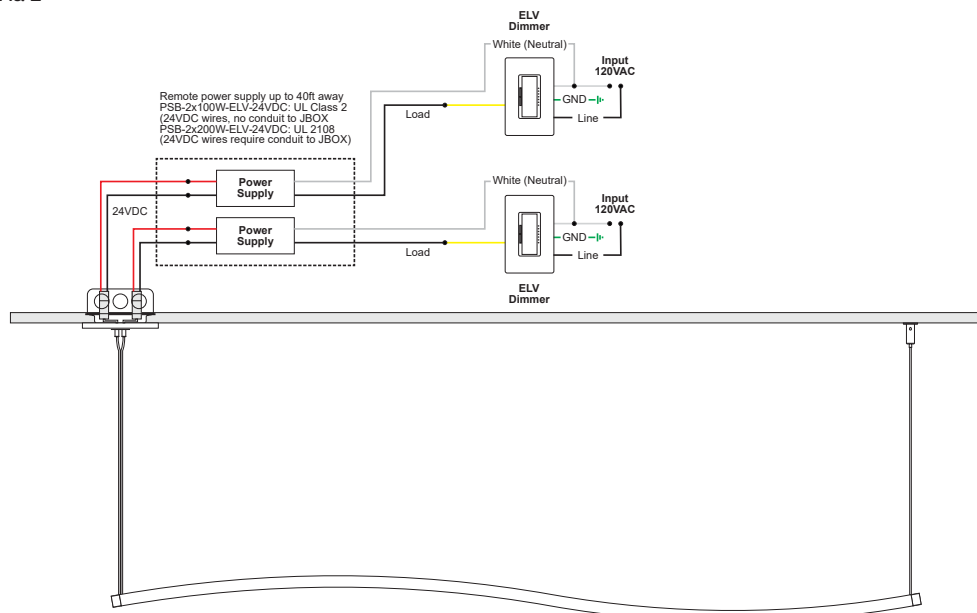 ELV
Dimmer
White (Neutral)
Input
120VAC
GND
Line
Load
Remote power supply up to 40ft away
PSB-2x100W-ELV-24VDC: UL Class 2
(24VDC wires, no conduit to JBOX
PSB-2x200W-ELV-24VDC: UL 2108
(24VDC wires require conduit to JBOX)
Power
Supply
24VDC
Power
Supply
White (Neutral)
Input
120VAC
GND
Line
Load
ELV
Dimmer